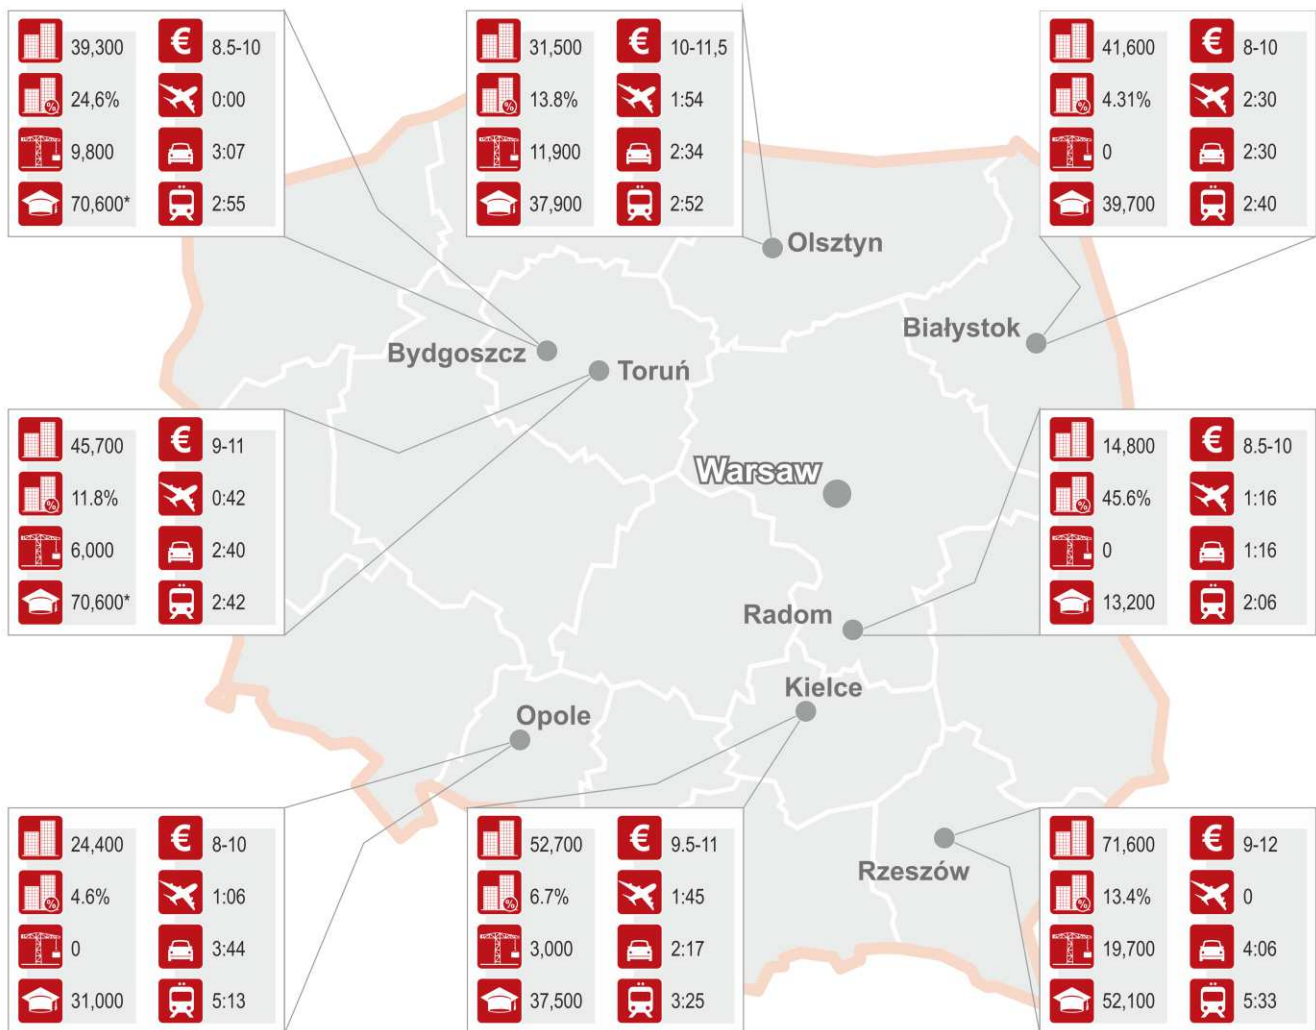 39,300 € 8.5-10
24,6% % 0:00
9,800 3:07
70,600* 2:55
31,500 € 10-11,5
13.8% % 1:54
11,900 2:34
37,900 2:52
41,600 € 8-10
4.31% % 2:30
0 2:30
39,700 2:40
Olsztyn
Białystok
Bydgoszcz
Toruń
45,700 € 9-11
11.8% % 0:42
6,000 2:40
70,600* 2:42
Warsaw
14,800 € 8.5-10
45.6% % 1:16
0 1:16
13,200 2:06
Radom
Kielce
Opole
24,400 € 8-10
4.6% % 1:06
0 3:44
31,000 5:13
52,700 € 9.5-11
6.7% % 1:45
3,000 2:17
37,500 3:25
Rzeszów
71,600 € 9-12
13.4% % 0
19,700 4:06
52,100 5:33